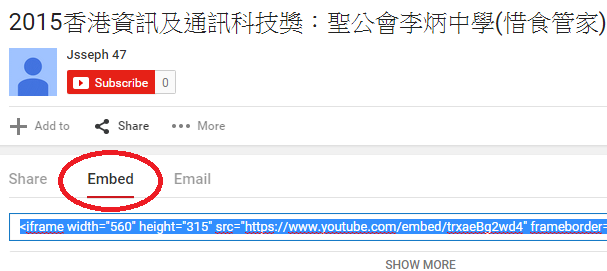 2015香港資訊及通訊科技獎：聖公會李炳中學(惜食管家)
Jsseph 47
Subscribe 0
Add to Share More
Share Embed Email
<iframe width="560" height="315" src="https://www.youtube.com/embed/trxaeBg2wd4" frameborder=
SHOW MORE